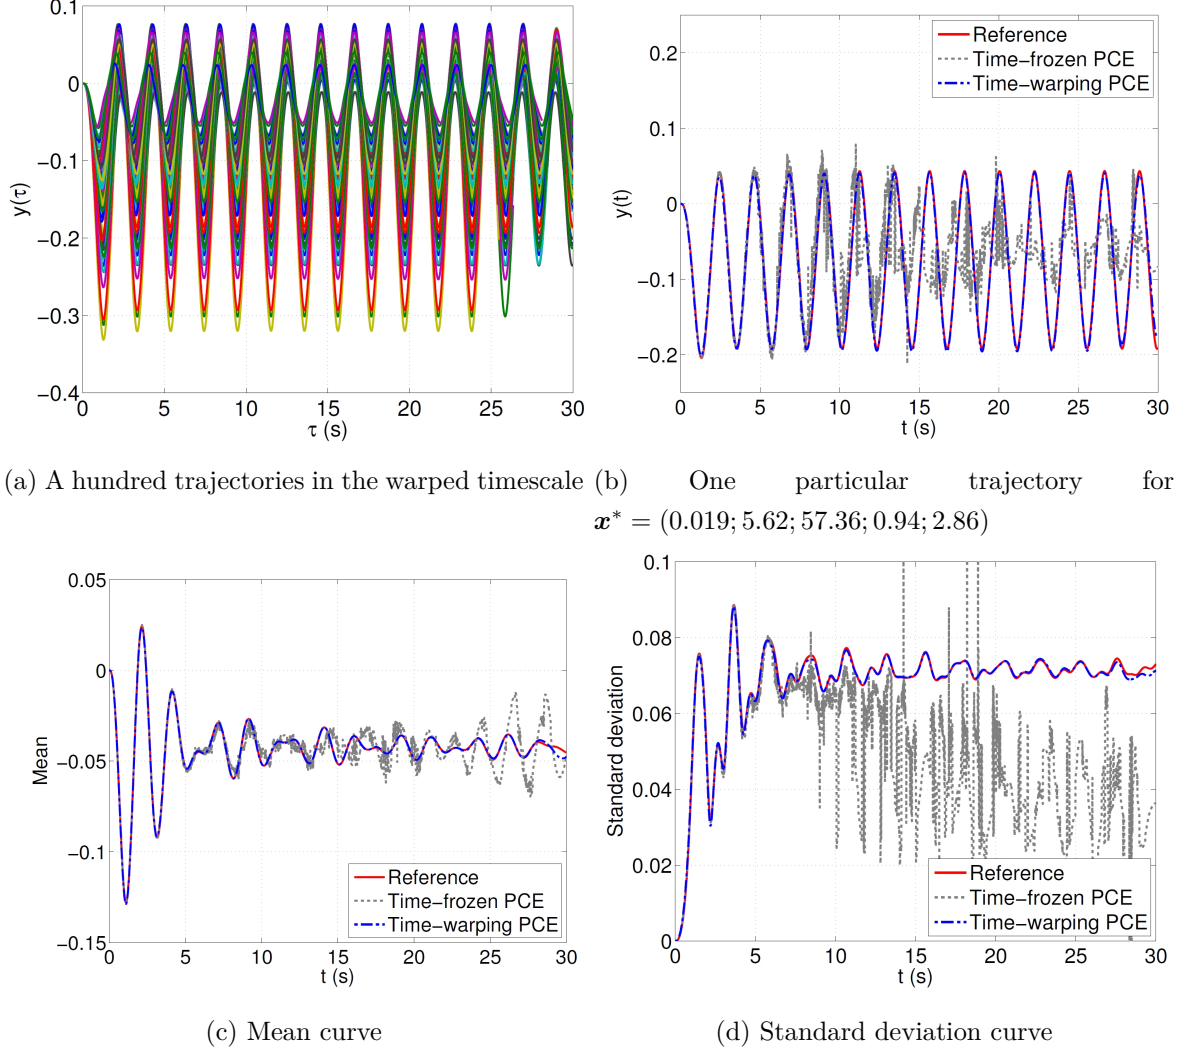 0.1
0
−0.1
−0.2
−0.3
−0.4
y(τ)
0 5 10 15 20 25 30
τ (s)
0.2
0.1
0
−0.1
−0.2
y(t)
Reference
Time−frozen PCE
Time−warping PCE
0 5 10 15 20 25 30
t (s)
(a) A hundred trajectories in the warped timescale
(b) One particular trajectory for
x* = (0.019; 5.62; 57.36; 0.94; 2.86)
0.05
0
−0.05
−0.1
−0.15
Mean
Reference
Time−frozen PCE
Time−warping PCE
0 5 10 15 20 25 30
t (s)
0.1
0.08
0.06
0.04
0.02
0
Standard deviation
Reference
Time−frozen PCE
Time−warping PCE
0 5 10 15 20 25 30
t (s)
(c) Mean curve
(d) Standard deviation curve